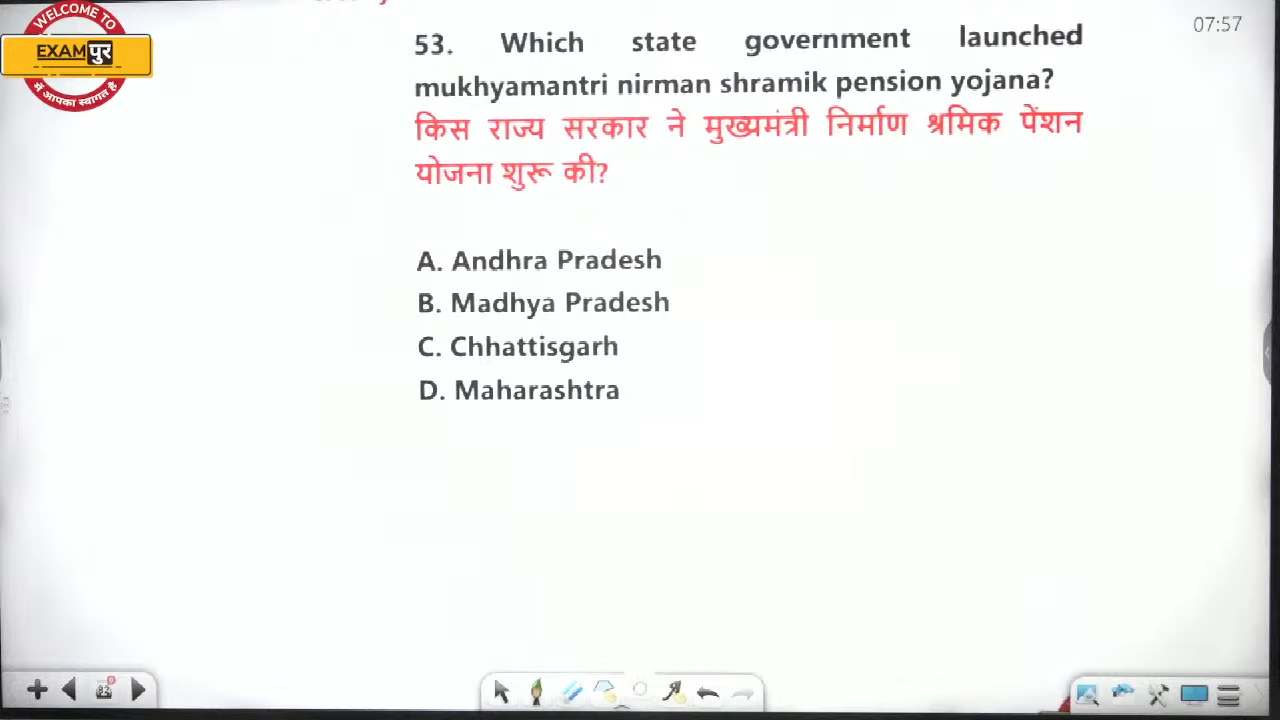 WELCOME TO
EXAMपुर
में आपका स्वागत है
07:57
53. Which state government launched
mukhyamantri nirman shramik pension yojana?
किस राज्य सरकार ने मुख्यमंत्री निर्माण श्रमिक पेंशन
योजना शुरू की?
A. Andhra Pradesh
B. Madhya Pradesh
C. Chhattisgarh
D. Maharashtra
82